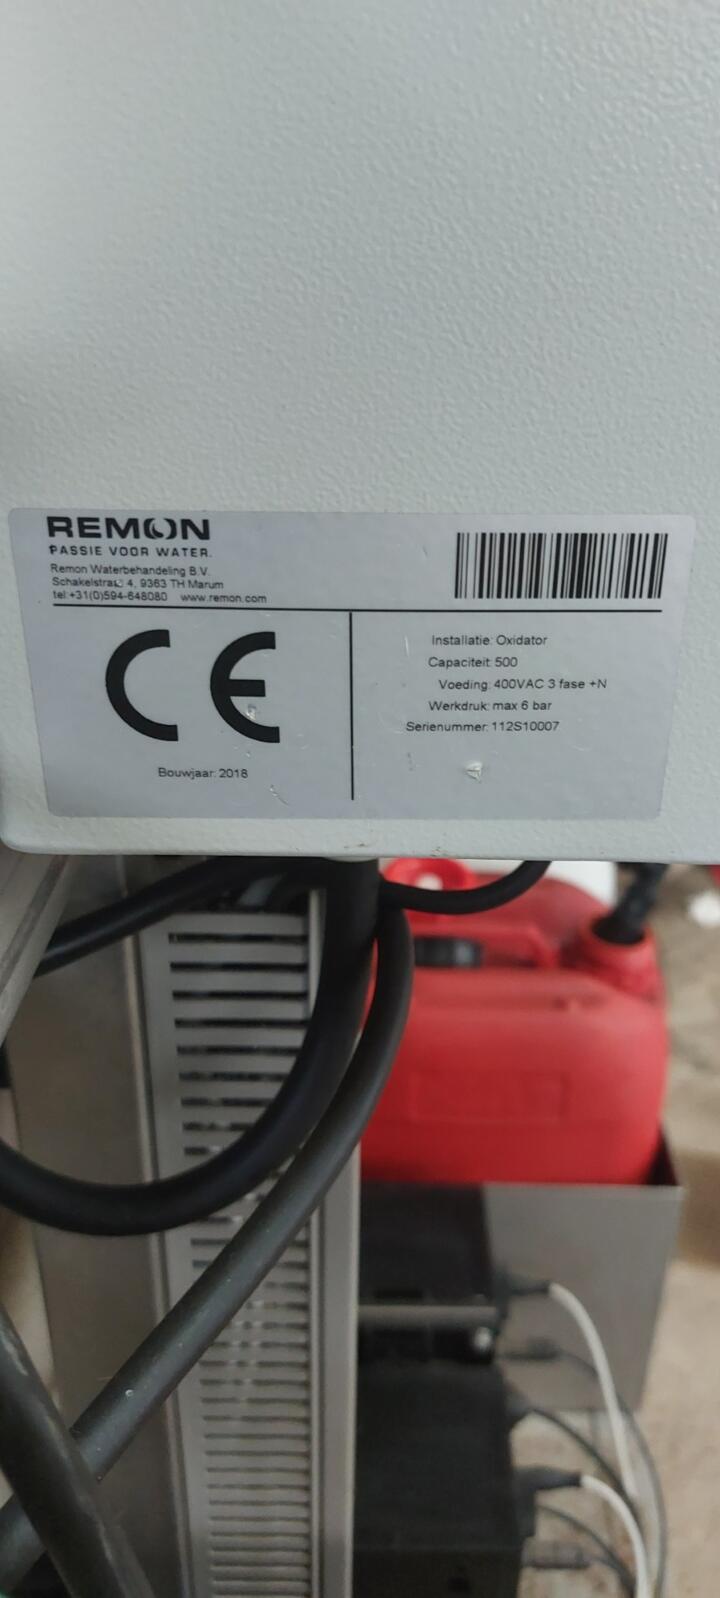 REMON
PASSIE VOOR WATER.
Remon Waterbehandeling B.V.
Schakelstraat 4, 9363 TH Marum
tel:+31(0)594-648080 www.remon.com
CE
Bouwjaar: 2018
Installatie: Oxidator
Capaciteit: 500
Voeding: 400VAC 3 fase +N
Werkdruk: max 6 bar
Serienummer: 112S10007